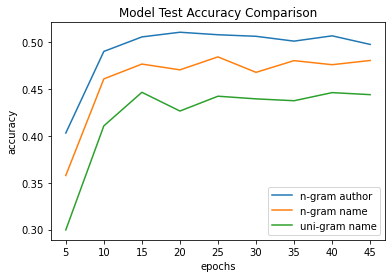 Model Test Accuracy Comparison
accuracy
0.50
0.45
0.40
0.35
0.30
5 10 15 20 25 30 35 40 45
epochs
n-gram author
n-gram name
uni-gram name